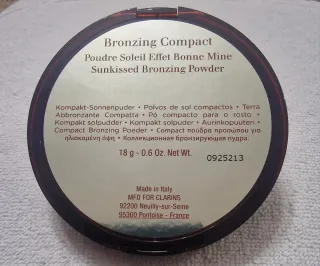 Bronzing Compact
Poudre Soleil Effet Bonne Mine
Sunkissed Bronzing Powder
Kompakt-Sonnenpuder • Polvos de sol compactos • Terra
Abbronzante Compatta • Pó compacto para o rosto •
Kompakt solpudder • Kompakt solpuder • Aurinkopuuteri •
Compact Bronzing Poeder • Compact πούδρα προσώπου για
ηλιοκαμένη όψη • Коллекционная бронзирующая пудра.
18 g - 0.6 Oz. Net Wt.
0925213
Made in Italy
MFD FOR CLARINS
92200 Neuilly-sur-Seine
95300 Pontoise - France